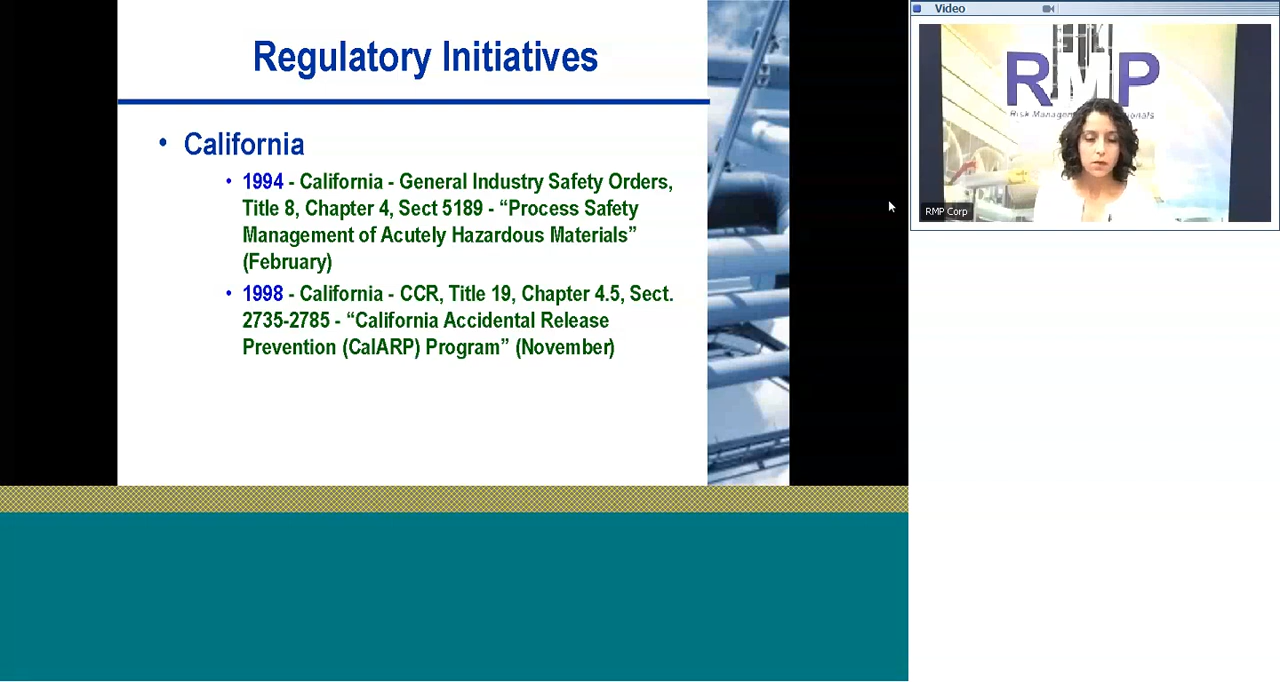 Regulatory Initiatives
• California
• 1994 - California - General Industry Safety Orders,
Title 8, Chapter 4, Sect 5189 - “Process Safety
Management of Acutely Hazardous Materials”
(February)
• 1998 - California - CCR, Title 19, Chapter 4.5, Sect.
2735-2785 - “California Accidental Release
Prevention (CalARP) Program” (November)
Video
RMP
Risk
RMP Corp